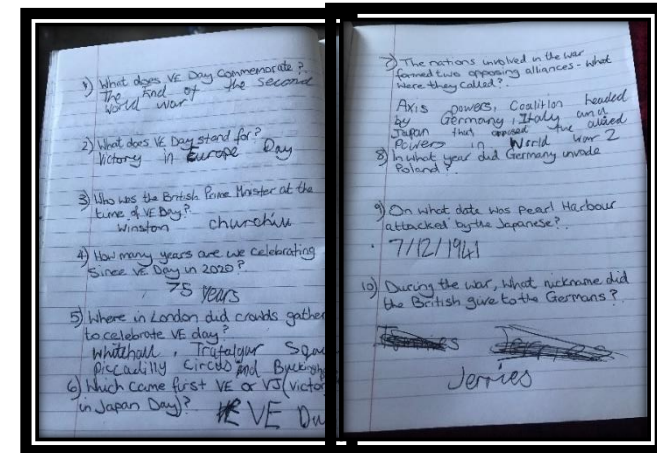 1) What does VE Day Commemorate?
The End of the Second
World War
2) What does VE Day stand for?
Victory in Europe Day
3) Who was the British Prime Minister at the
time of VE Day?
Winston Churchill
4) How many years are we celebrating
Since VE Day in 2020?
75 years
5) Where in London did crowds gather
to celebrate VE day?
Whitehall, Trafalgar Squa
Piccadilly Circus and Bucking
6) Which came first VE or VJ (Victor
in Japan Day)?
VE Da
7) The nations involved in the war
formed two opposing alliances - what
were they called?
Axis powers, Coalition headed
by Germany, Italy and
Japan that opposed the allied
Powers in World War 2
8) In what year did Germany invade
Poland?
9) On what date was Pearl Harbour
attacked by the Japanese?
7/12/1941
10) During the war, what nickname did
the British give to the Germans?
Jerries